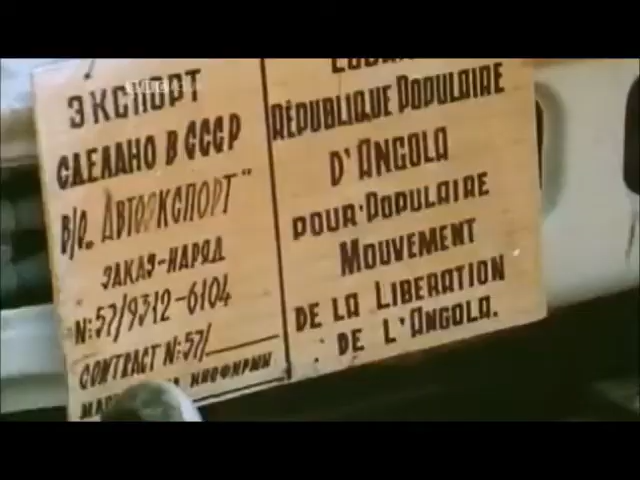 ЭКСПОРТ
СДЕЛАНО В СССР
В/О „АВТОЭКСПОРТ"
ЗАКАЗ-НАРЯД
N:57/9312-6104
CONTRACT N:57/
ИНОФИРМЫ
RÉPUBLIQUE POPULAIRE
D'ANGOLA
POUR·POPULAIRE
MOUVEMENT
DE LA LIBERATION
DE L'ANGOLA.